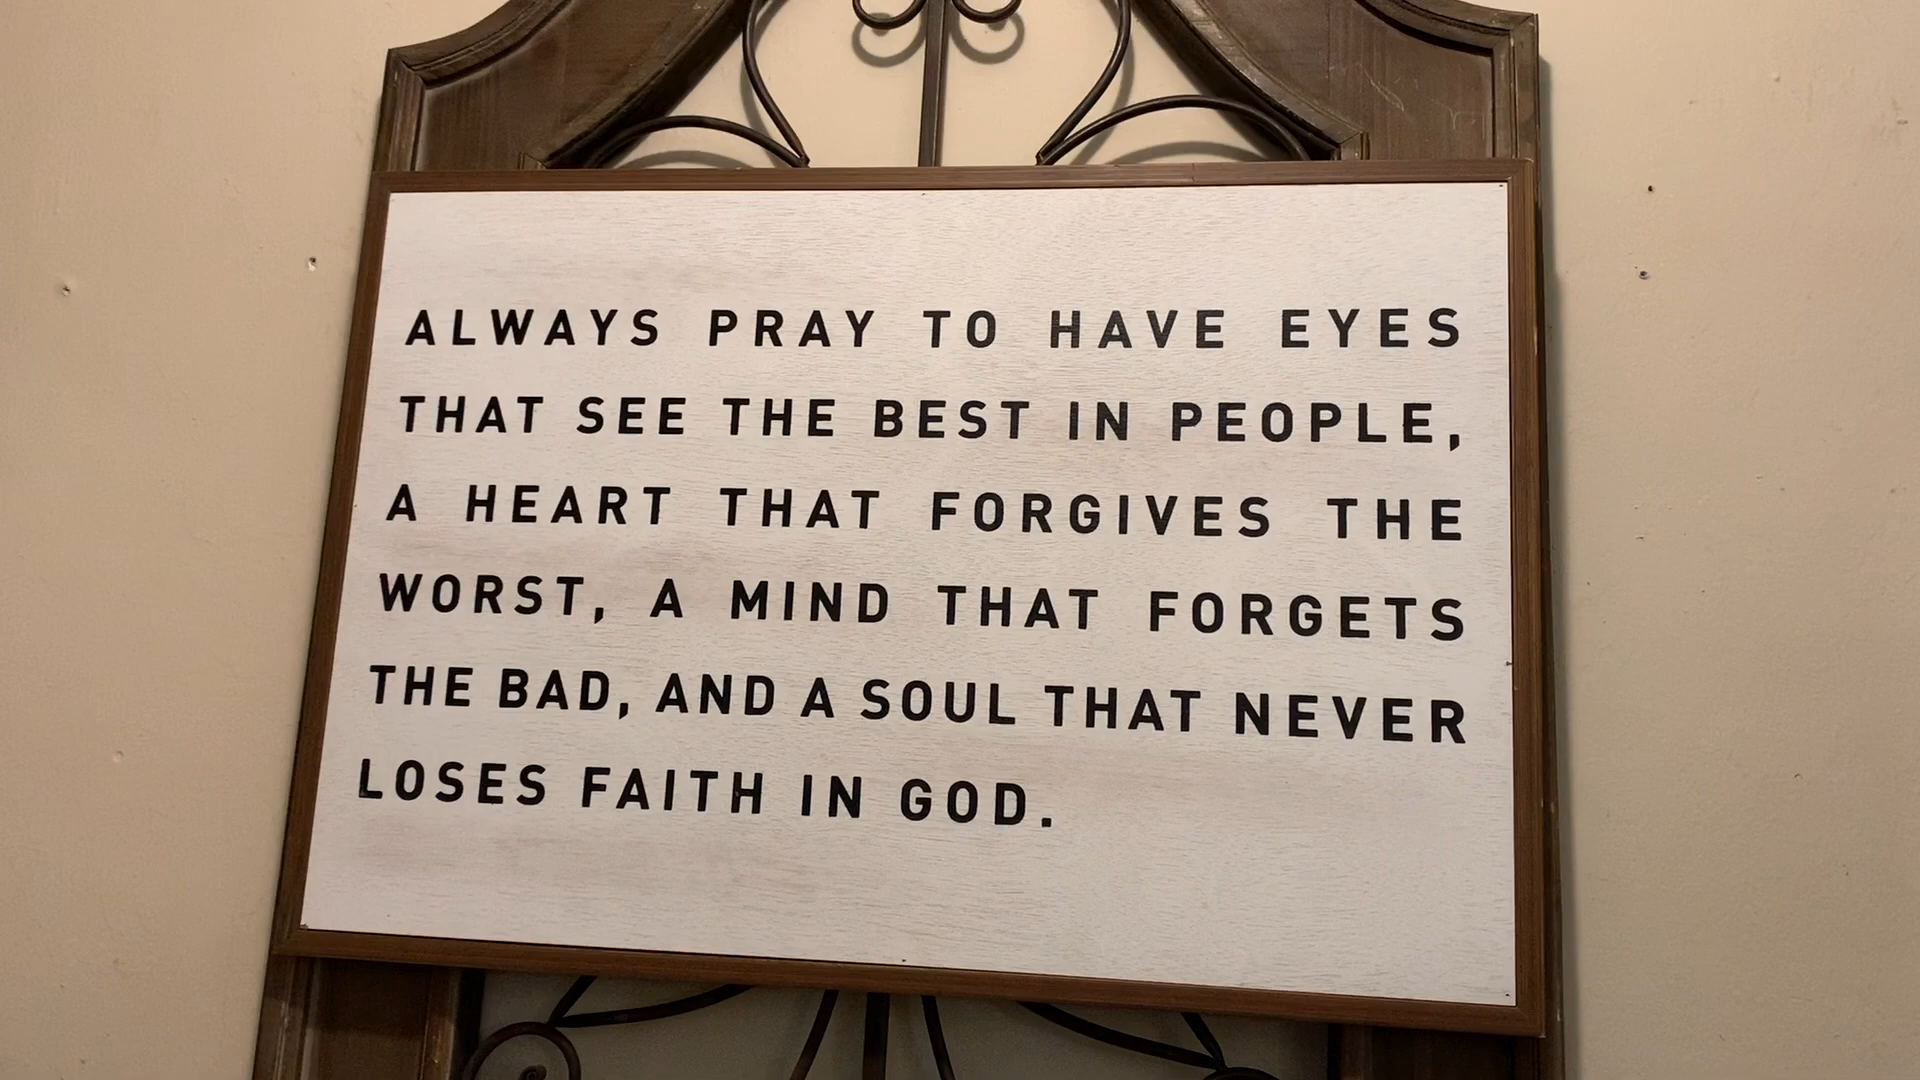 ALWAYS PRAY TO HAVE EYES
THAT SEE THE BEST IN PEOPLE,
A HEART THAT FORGIVES THE
WORST, A MIND THAT FORGETS
THE BAD, AND A SOUL THAT NEVER
LOSES FAITH IN GOD.